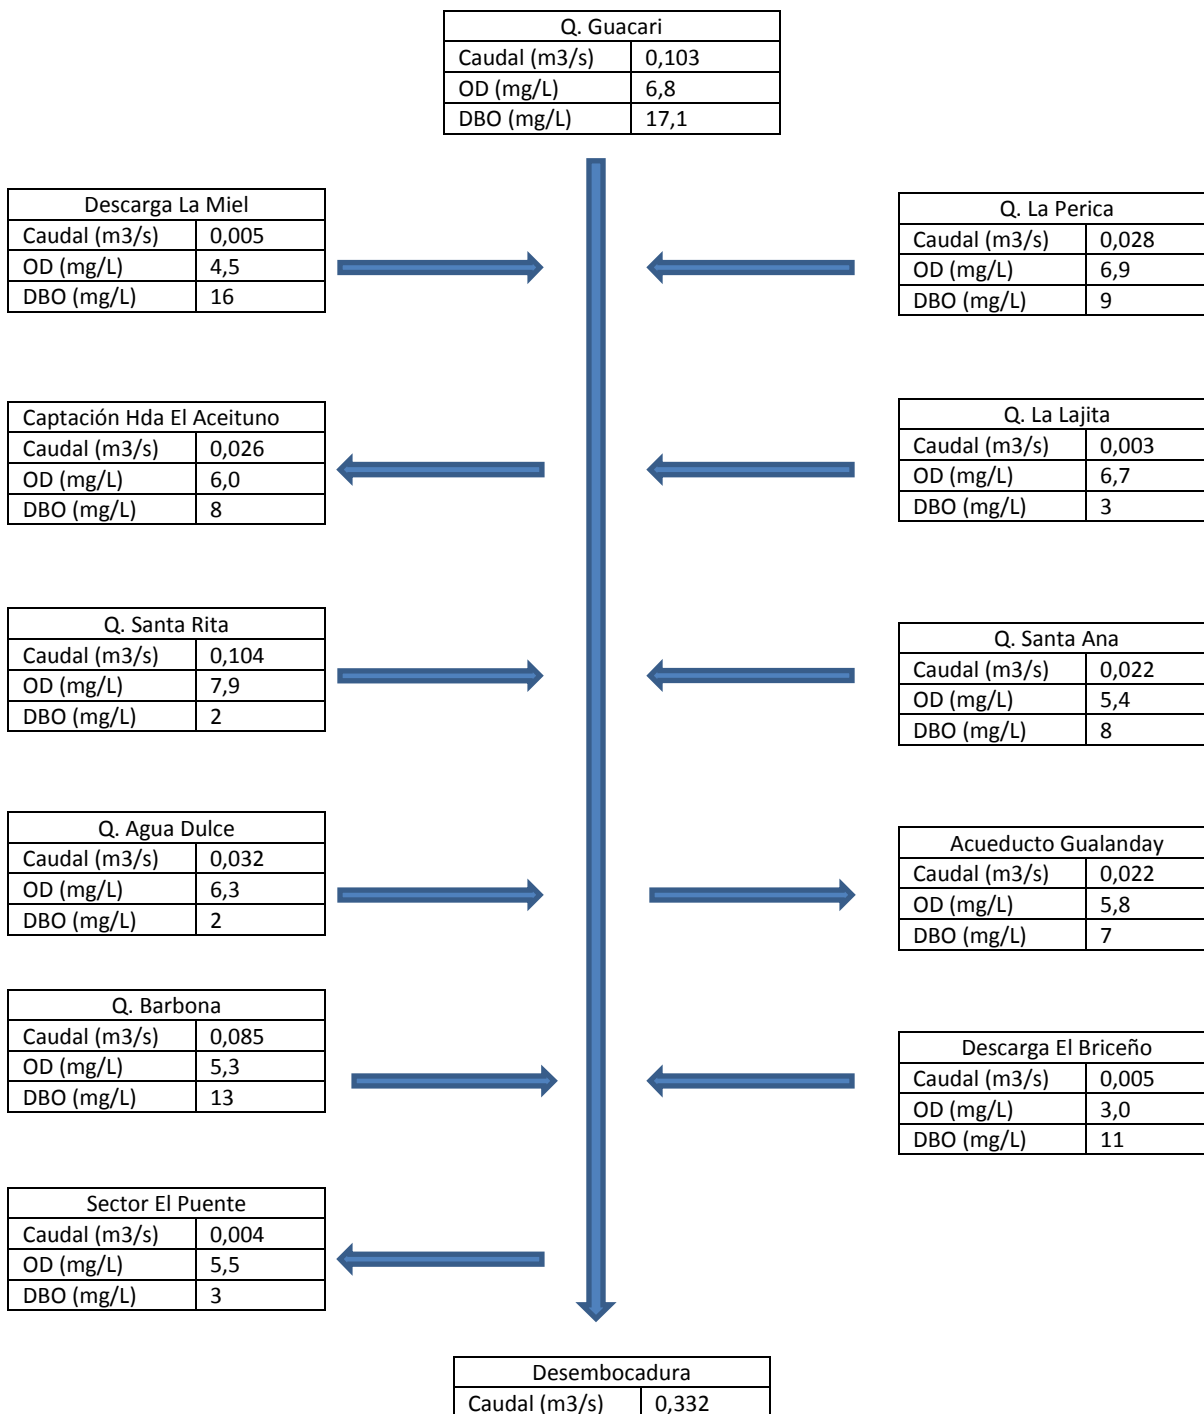 Q. Guacari
Caudal (m3/s) 0,103
OD (mg/L) 6,8
DBO (mg/L) 17,1
Descarga La Miel
Caudal (m3/s) 0,005
OD (mg/L) 4,5
DBO (mg/L) 16
Q. La Perica
Caudal (m3/s) 0,028
OD (mg/L) 6,9
DBO (mg/L) 9
Captación Hda El Aceituno
Caudal (m3/s) 0,026
OD (mg/L) 6,0
DBO (mg/L) 8
Q. La Lajita
Caudal (m3/s) 0,003
OD (mg/L) 6,7
DBO (mg/L) 3
Q. Santa Rita
Caudal (m3/s) 0,104
OD (mg/L) 7,9
DBO (mg/L) 2
Q. Santa Ana
Caudal (m3/s) 0,022
OD (mg/L) 5,4
DBO (mg/L) 8
Q. Agua Dulce
Caudal (m3/s) 0,032
OD (mg/L) 6,3
DBO (mg/L) 2
Acueducto Gualanday
Caudal (m3/s) 0,022
OD (mg/L) 5,8
DBO (mg/L) 7
Q. Barbona
Caudal (m3/s) 0,085
OD (mg/L) 5,3
DBO (mg/L) 13
Descarga El Briceño
Caudal (m3/s) 0,005
OD (mg/L) 3,0
DBO (mg/L) 11
Sector El Puente
Caudal (m3/s) 0,004
OD (mg/L) 5,5
DBO (mg/L) 3
Desembocadura
Caudal (m3/s) 0,332